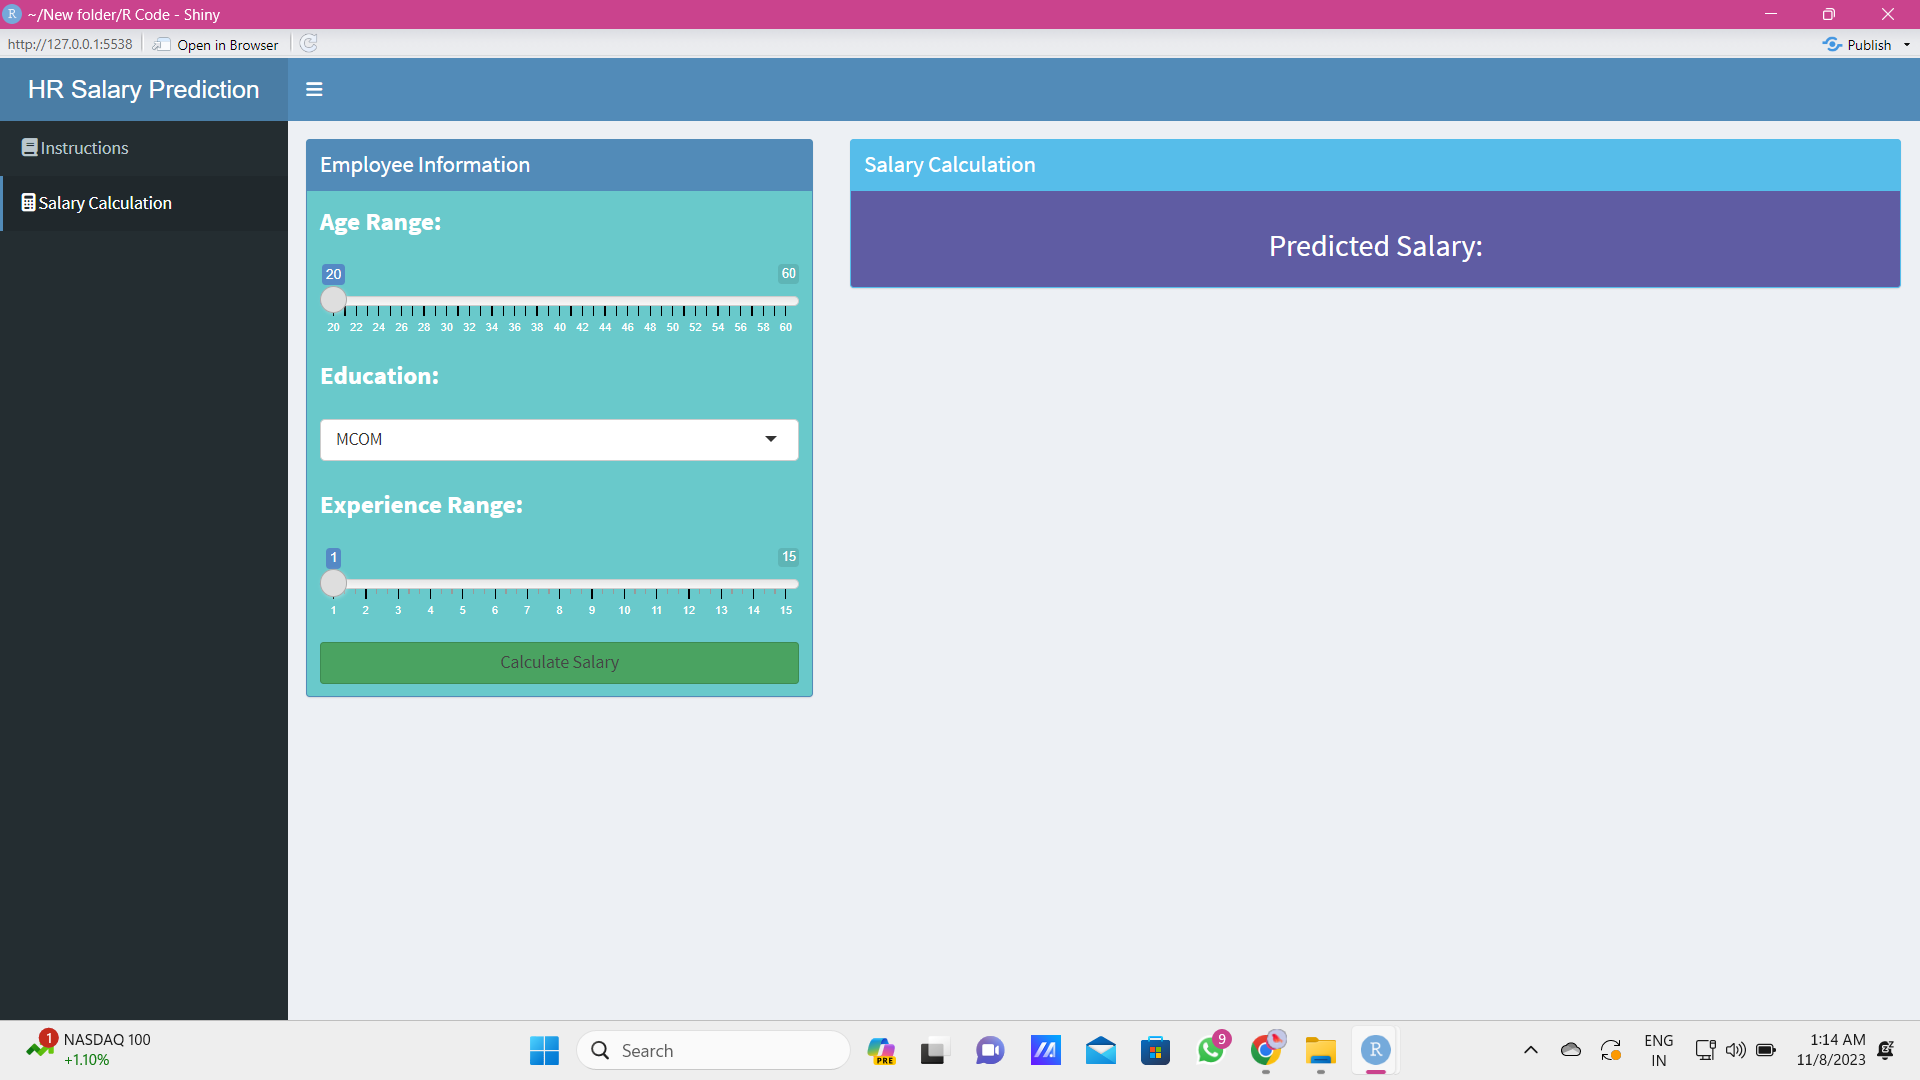 R ~/New folder/R Code - Shiny
http://127.0.0.1:5538 Open in Browser Publish
HR Salary Prediction
Instructions
Salary Calculation
Employee Information
Age Range:
20 60
20 22 24 26 28 30 32 34 36 38 40 42 44 46 48 50 52 54 56 58 60
Education:
MCOM
Experience Range:
1 15
1 2 3 4 5 6 7 8 9 10 11 12 13 14 15
Calculate Salary
Salary Calculation
Predicted Salary:
1 NASDAQ 100
+1.10%
Search
PRE
9
R
ENG
IN
1:14 AM
11/8/2023